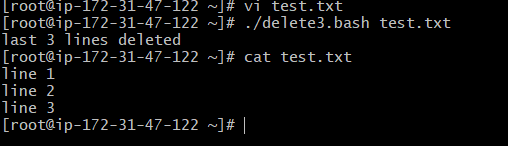 [root@ip-172-31-47-122 ~]# vi test.txt
[root@ip-172-31-47-122 ~]# ./delete3.bash test.txt
last 3 lines deleted
[root@ip-172-31-47-122 ~]# cat test.txt
line 1
line 2
line 3
[root@ip-172-31-47-122 ~]#